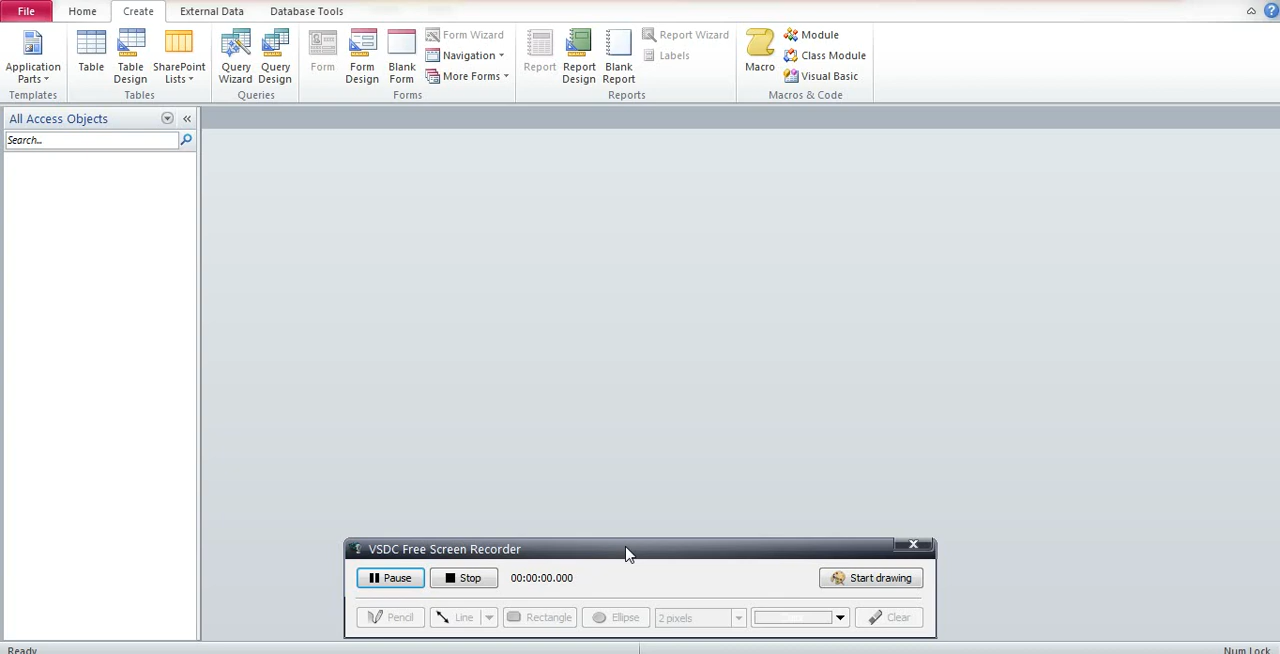 File Home Create External Data Database Tools
Application Parts Table Table Design SharePoint Lists Query Wizard Query Design Form Form Design Blank Form Form Wizard Navigation More Forms Report Report Design Blank Report Report Wizard Labels Macro Module Class Module Visual Basic
Templates Tables Queries Forms Reports Macros & Code
All Access Objects
Search...
VSDC Free Screen Recorder
Pause Stop 00:00:00.000 Start drawing
Pencil Line Rectangle Ellipse 2 pixels Clear
Ready Num Lock